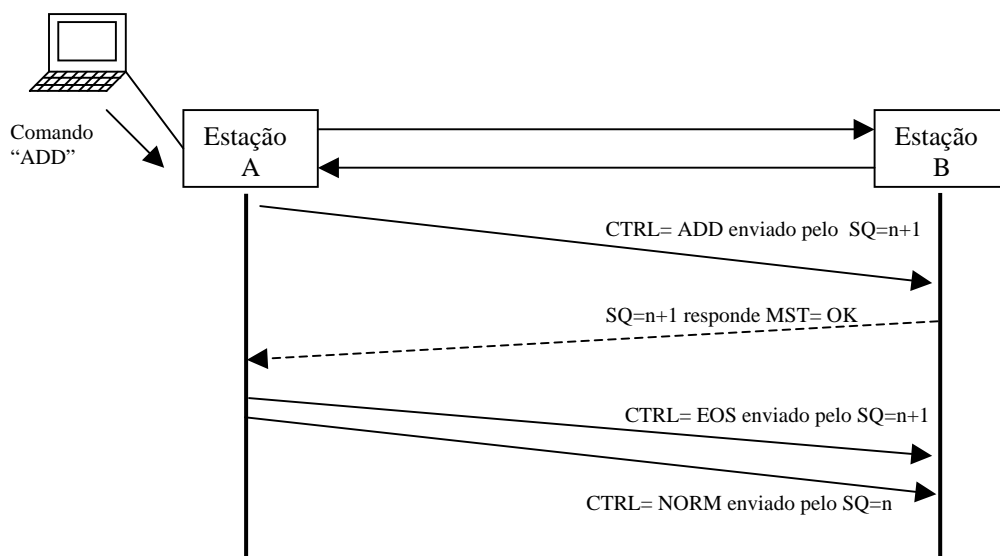 Comando
“ADD”
Estação
A
Estação
B
CTRL= ADD enviado pelo SQ=n+1
SQ=n+1 responde MST= OK
CTRL= EOS enviado pelo SQ=n+1
CTRL= NORM enviado pelo SQ=n